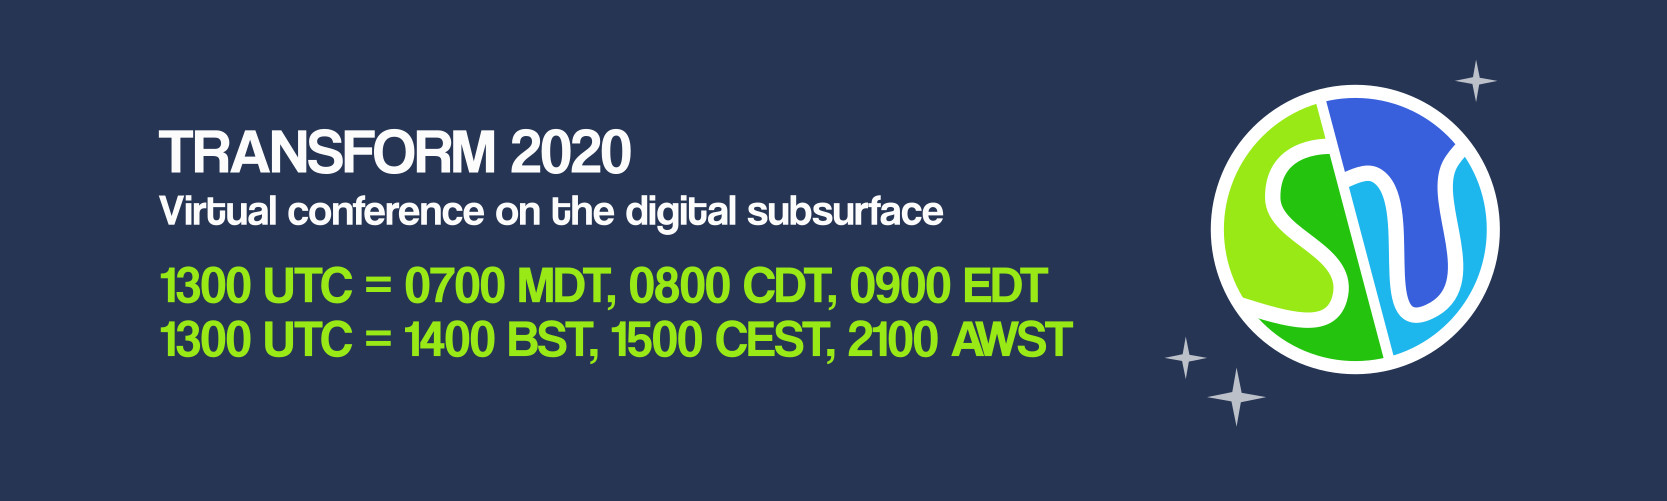 TRANSFORM 2020
Virtual conference on the digital subsurface
1300 UTC = 0700 MDT, 0800 CDT, 0900 EDT
1300 UTC = 1400 BST, 1500 CEST, 2100 AWST